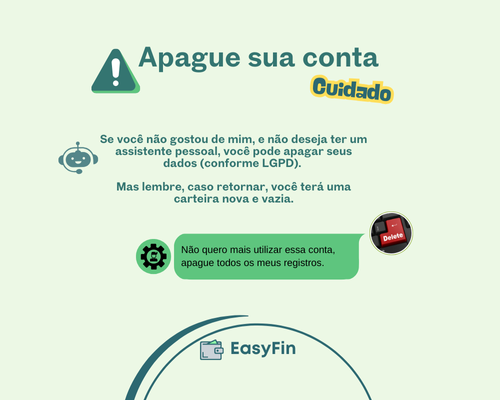 Apague sua conta
Cuidado
Se você não gostou de mim, e não deseja ter um
assistente pessoal, você pode apagar seus
dados (conforme LGPD).
Mas lembre, caso retornar, você terá uma
carteira nova e vazia.
Não quero mais utilizar essa conta,
apague todos os meus registros.
Delete
EasyFin